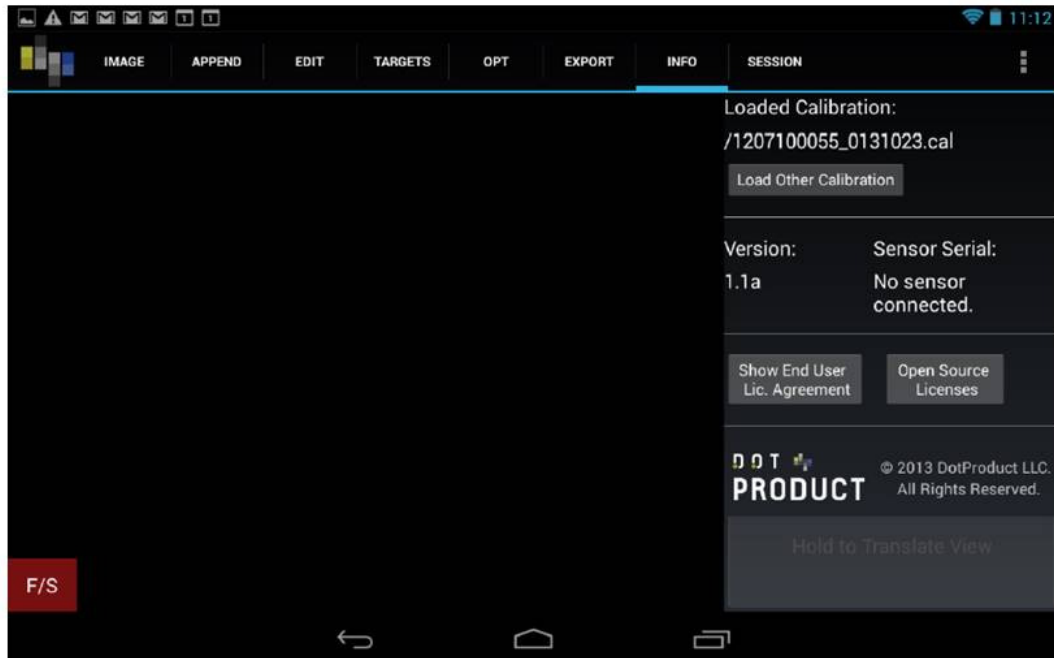 1 1 11:12
IMAGE APPEND EDIT TARGETS OPT EXPORT INFO SESSION
Loaded Calibration:
/1207100055_0131023.cal
Load Other Calibration
Version: Sensor Serial:
1.1a No sensor
connected.
Show End User Open Source
Lic. Agreement Licenses
DOT
PRODUCT
© 2013 DotProduct LLC.
All Rights Reserved.
Hold to Translate View
F/S